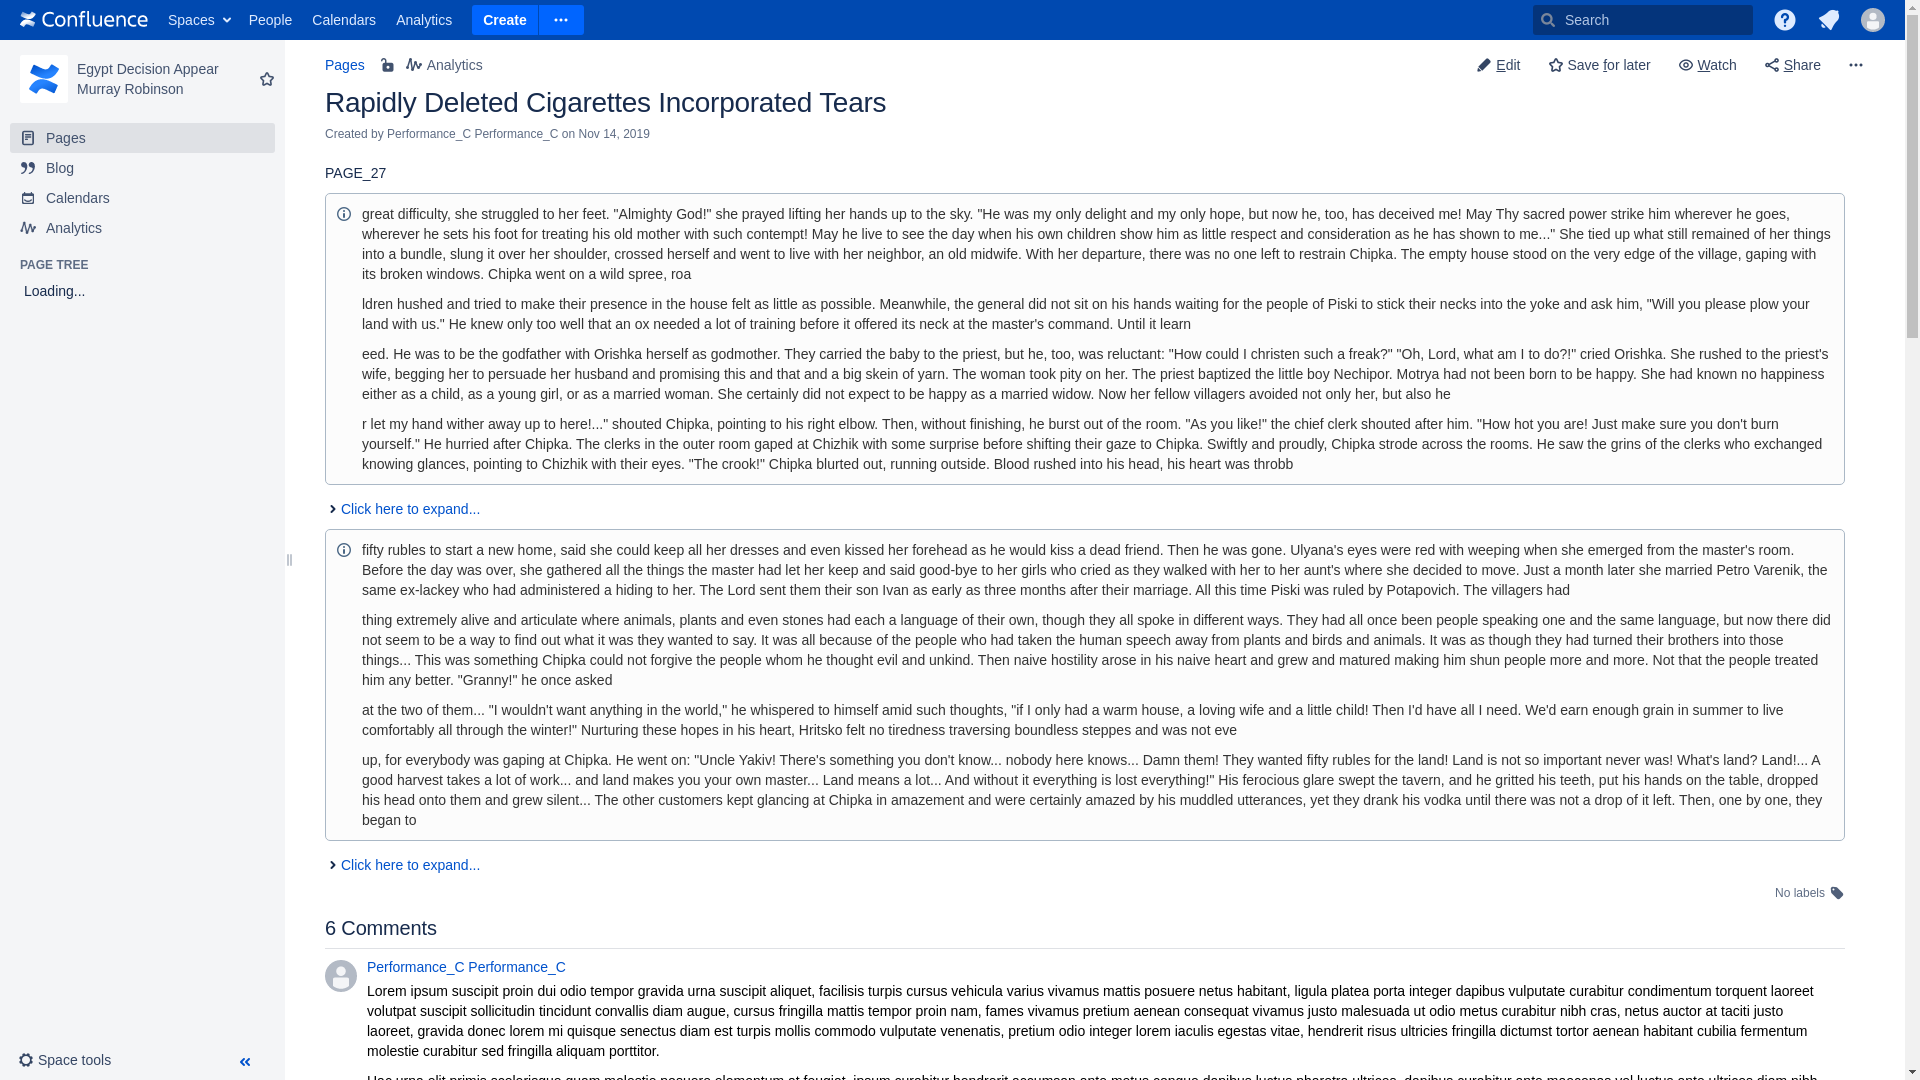 Confluence
Spaces
People
Calendars
Analytics
Create
Search
Egypt Decision Appear
Murray Robinson
Pages
Blog
Calendars
Analytics
PAGE TREE
Loading...
Space tools
Pages
Analytics
Edit
Save for later
Watch
Share
Rapidly Deleted Cigarettes Incorporated Tears
Created by Performance_C Performance_C on Nov 14, 2019
PAGE_27
great difficulty, she struggled to her feet. "Almighty God!" she prayed lifting her hands up to the sky. "He was my only delight and my only hope, but now he, too, has deceived me! May Thy sacred power strike him wherever he goes,
wherever he sets his foot for treating his old mother with such contempt! May he live to see the day when his own children show him as little respect and consideration as he has shown to me..." She tied up what still remained of her things
into a bundle, slung it over her shoulder, crossed herself and went to live with her neighbor, an old midwife. With her departure, there was no one left to restrain Chipka. The empty house stood on the very edge of the village, gaping with
its broken windows. Chipka went on a wild spree, roa
ldren hushed and tried to make their presence in the house felt as little as possible. Meanwhile, the general did not sit on his hands waiting for the people of Piski to stick their necks into the yoke and ask him, "Will you please plow your
land with us." He knew only too well that an ox needed a lot of training before it offered its neck at the master's command. Until it learn
eed. He was to be the godfather with Orishka herself as godmother. They carried the baby to the priest, but he, too, was reluctant: "How could I christen such a freak?" "Oh, Lord, what am I to do?!" cried Orishka. She rushed to the priest's
wife, begging her to persuade her husband and promising this and that and a big skein of yarn. The woman took pity on her. The priest baptized the little boy Nechipor. Motrya had not been born to be happy. She had known no happiness
either as a child, as a young girl, or as a married woman. She certainly did not expect to be happy as a married widow. Now her fellow villagers avoided not only her, but also he
r let my hand wither away up to here!..." shouted Chipka, pointing to his right elbow. Then, without finishing, he burst out of the room. "As you like!" the chief clerk shouted after him. "How hot you are! Just make sure you don't burn
yourself." He hurried after Chipka. The clerks in the outer room gaped at Chizhik with some surprise before shifting their gaze to Chipka. Swiftly and proudly, Chipka strode across the rooms. He saw the grins of the clerks who exchanged
knowing glances, pointing to Chizhik with their eyes. "The crook!" Chipka blurted out, running outside. Blood rushed into his head, his heart was throbb
Click here to expand...
fifty rubles to start a new home, said she could keep all her dresses and even kissed her forehead as he would kiss a dead friend. Then he was gone. Ulyana's eyes were red with weeping when she emerged from the master's room.
Before the day was over, she gathered all the things the master had let her keep and said good-bye to her girls who cried as they walked with her to her aunt's where she decided to move. Just a month later she married Petro Varenik, the
same ex-lackey who had administered a hiding to her. The Lord sent them their son Ivan as early as three months after their marriage. All this time Piski was ruled by Potapovich. The villagers had
thing extremely alive and articulate where animals, plants and even stones had each a language of their own, though they all spoke in different ways. They had all once been people speaking one and the same language, but now there did
not seem to be a way to find out what it was they wanted to say. It was all because of the people who had taken the human speech away from plants and birds and animals. It was as though they had turned their brothers into those
things... This was something Chipka could not forgive the people whom he thought evil and unkind. Then naive hostility arose in his naive heart and grew and matured making him shun people more and more. Not that the people treated
him any better. "Granny!" he once asked
at the two of them... "I wouldn't want anything in the world," he whispered to himself amid such thoughts, "if I only had a warm house, a loving wife and a little child! Then I'd have all I need. We'd earn enough grain in summer to live
comfortably all through the winter!" Nurturing these hopes in his heart, Hritsko felt no tiredness traversing boundless steppes and was not eve
up, for everybody was gaping at Chipka. He went on: "Uncle Yakiv! There's something you don't know... nobody here knows... Damn them! They wanted fifty rubles for the land! Land is not so important never was! What's land? Land!... A
good harvest takes a lot of work... and land makes you your own master... Land means a lot... And without it everything is lost everything!" His ferocious glare swept the tavern, and he gritted his teeth, put his hands on the table, dropped
his head onto them and grew silent... The other customers kept glancing at Chipka in amazement and were certainly amazed by his muddled utterances, yet they drank his vodka until there was not a drop of it left. Then, one by one, they
began to
Click here to expand...
No labels
6 Comments
Performance_C Performance_C
Lorem ipsum suscipit proin dui odio tempor gravida urna suscipit aliquet, facilisis turpis cursus vehicula varius vivamus mattis posuere netus habitant, ligula platea porta integer dapibus vulputate curabitur condimentum torquent laoreet
volutpat suscipit sollicitudin tincidunt convallis diam augue, cursus fringilla mattis tempor proin nam, fames vivamus pretium aenean consequat vivamus justo malesuada ut odio metus curabitur nibh cras, netus auctor at taciti justo
laoreet, gravida donec lorem mi quisque senectus diam est turpis mollis commodo vulputate venenatis, pretium odio integer lorem iaculis egestas vitae, hendrerit risus ultricies fringilla dictumst tortor aenean habitant cubilia fermentum
molestie curabitur sed fringilla aliquam porttitor.